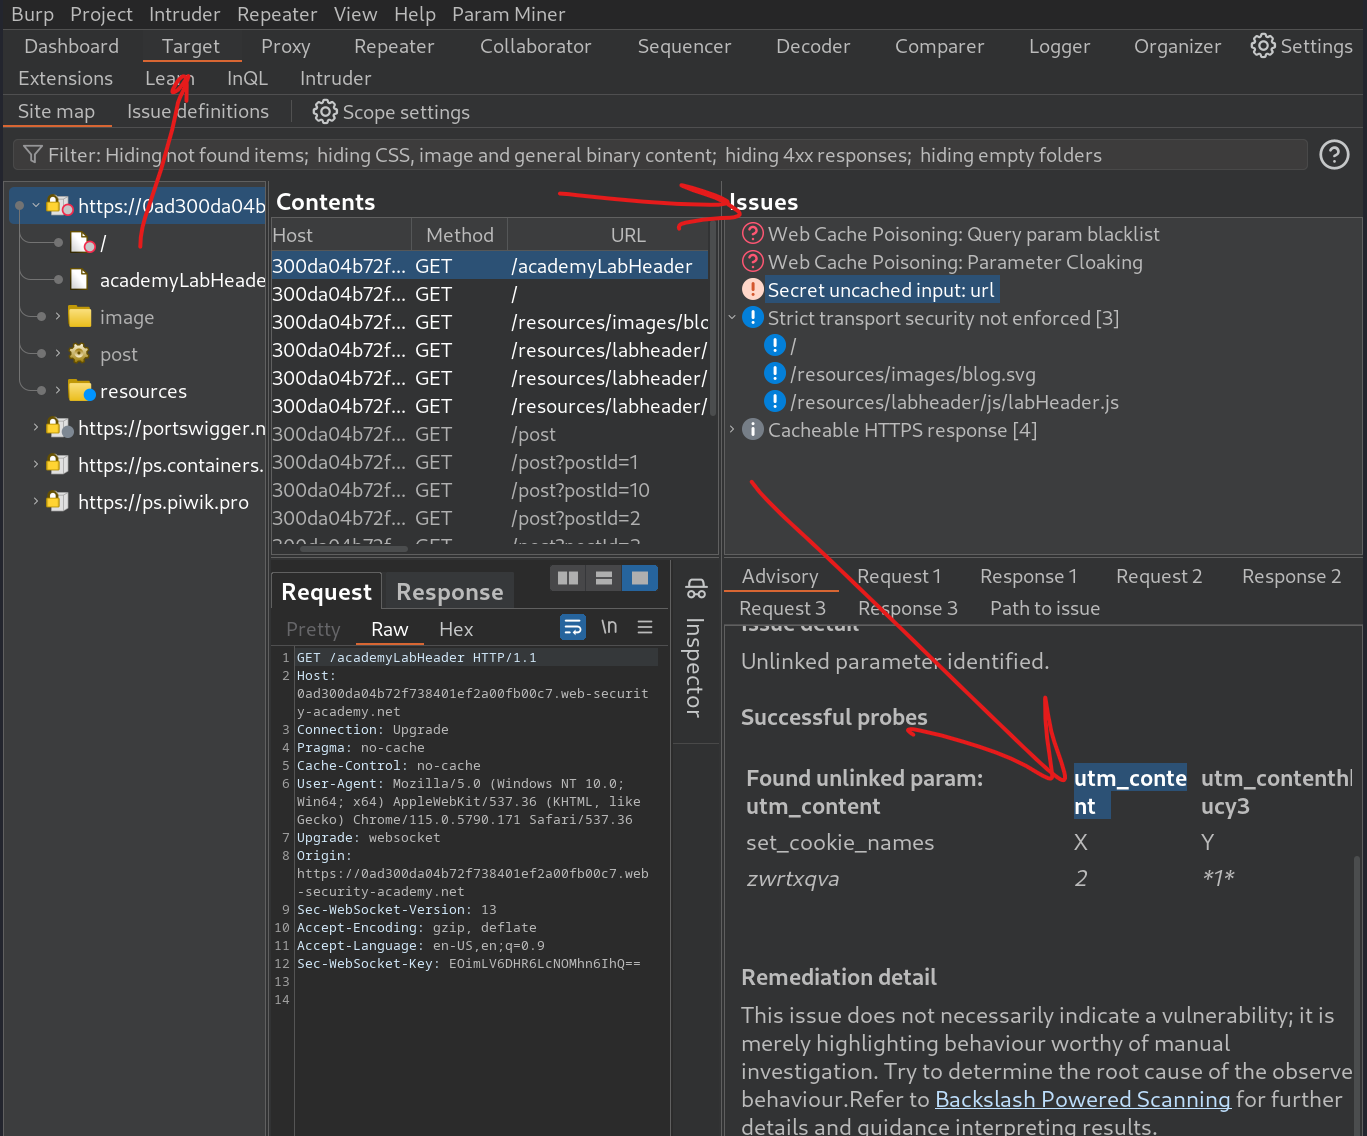 Burp Project Intruder Repeater View Help Param Miner
Dashboard Target Proxy Repeater Collaborator Sequencer Decoder Comparer Logger Organizer Settings
Extensions Learn InQL Intruder
Site map Issue definitions Scope settings
Filter: Hiding not found items; hiding CSS, image and general binary content; hiding 4xx responses; hiding empty folders
https://0ad300da04b
/
academyLabHeade
image
post
resources
https://portswigger.n
https://ps.containers.
https://ps.piwik.pro
Contents
Host Method URL
300da04b72f... GET /academyLabHeader
300da04b72f... GET /
300da04b72f... GET /resources/images/blo
300da04b72f... GET /resources/labheader/
300da04b72f... GET /resources/labheader/
300da04b72f... GET /resources/labheader/
300da04b72f... GET /post
300da04b72f... GET /post?postId=1
300da04b72f... GET /post?postId=10
300da04b72f... GET /post?postId=2
300da04b72f... GET /post?postId=3
Issues
Web Cache Poisoning: Query param blacklist
Web Cache Poisoning: Parameter Cloaking
Secret uncached input: url
Strict transport security not enforced [3]
/
/resources/images/blog.svg
/resources/labheader/js/labHeader.js
Cacheable HTTPS response [4]
Request Response
Pretty Raw Hex \n
1 GET /academyLabHeader HTTP/1.1
2 Host:
0ad300da04b72f738401ef2a00fb00c7.web-securit
y-academy.net
3 Connection: Upgrade
4 Pragma: no-cache
5 Cache-Control: no-cache
6 User-Agent: Mozilla/5.0 (Windows NT 10.0;
Win64; x64) AppleWebKit/537.36 (KHTML, like
Gecko) Chrome/115.0.5790.171 Safari/537.36
7 Upgrade: websocket
8 Origin:
https://0ad300da04b72f738401ef2a00fb00c7.web
-security-academy.net
9 Sec-WebSocket-Version: 13
10 Accept-Encoding: gzip, deflate
11 Accept-Language: en-US,en;q=0.9
12 Sec-WebSocket-Key: EOimLV6DHR6LcNOMhn6IhQ==
13
14
Inspector
Advisory Request 1 Response 1 Request 2 Response 2
Request 3 Response 3 Path to issue
Issue detail
Unlinked parameter identified.
Successful probes
Found unlinked param: utm_conte utm_contenthl
utm_content nt ucy3
set_cookie_names X Y
zwrtxqva 2 *1*
Remediation detail
This issue does not necessarily indicate a vulnerability; it is
merely highlighting behaviour worthy of manual
investigation. Try to determine the root cause of the observe
behaviour.Refer to Backslash Powered Scanning for further
details and guidance interpreting results.